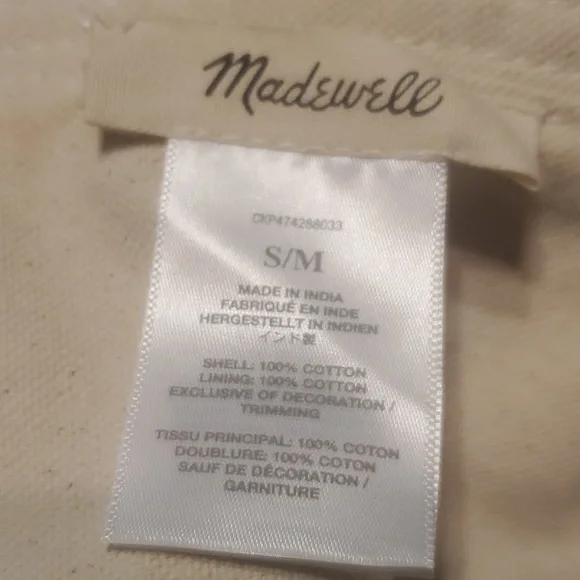 Madewell
CKP474288033
S/M
MADE IN INDIA
FABRIQUÉ EN INDE
HERGESTELLT IN INDIEN
インド製
SHELL: 100% COTTON
LINING: 100% COTTON
EXCLUSIVE OF DECORATION /
TRIMMING
TISSU PRINCIPAL: 100% COTON
DOUBLURE: 100% COTON
SAUF DE DÉCORATION /
GARNITURE